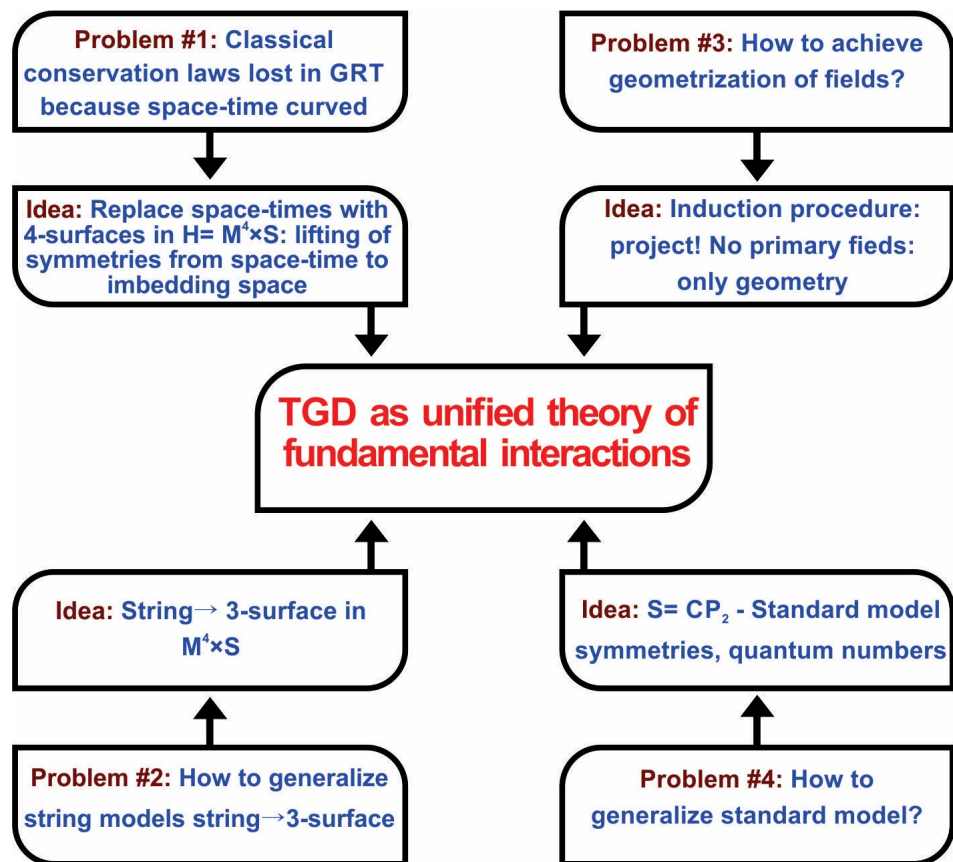 Problem #1: Classical
conservation laws lost in GRT
because space-time curved
Problem #3: How to achieve
geometrization of fields?
Idea: Replace space-times with
4-surfaces in H= M⁴×S: lifting of
symmetries from space-time to
imbedding space
Idea: Induction procedure:
project! No primary fieds:
only geometry
TGD as unified theory of
fundamental interactions
Idea: String→ 3-surface in
M⁴×S
Idea: S= CP₂ - Standard model
symmetries, quantum numbers
Problem #2: How to generalize
string models string→3-surface
Problem #4: How to
generalize standard model?